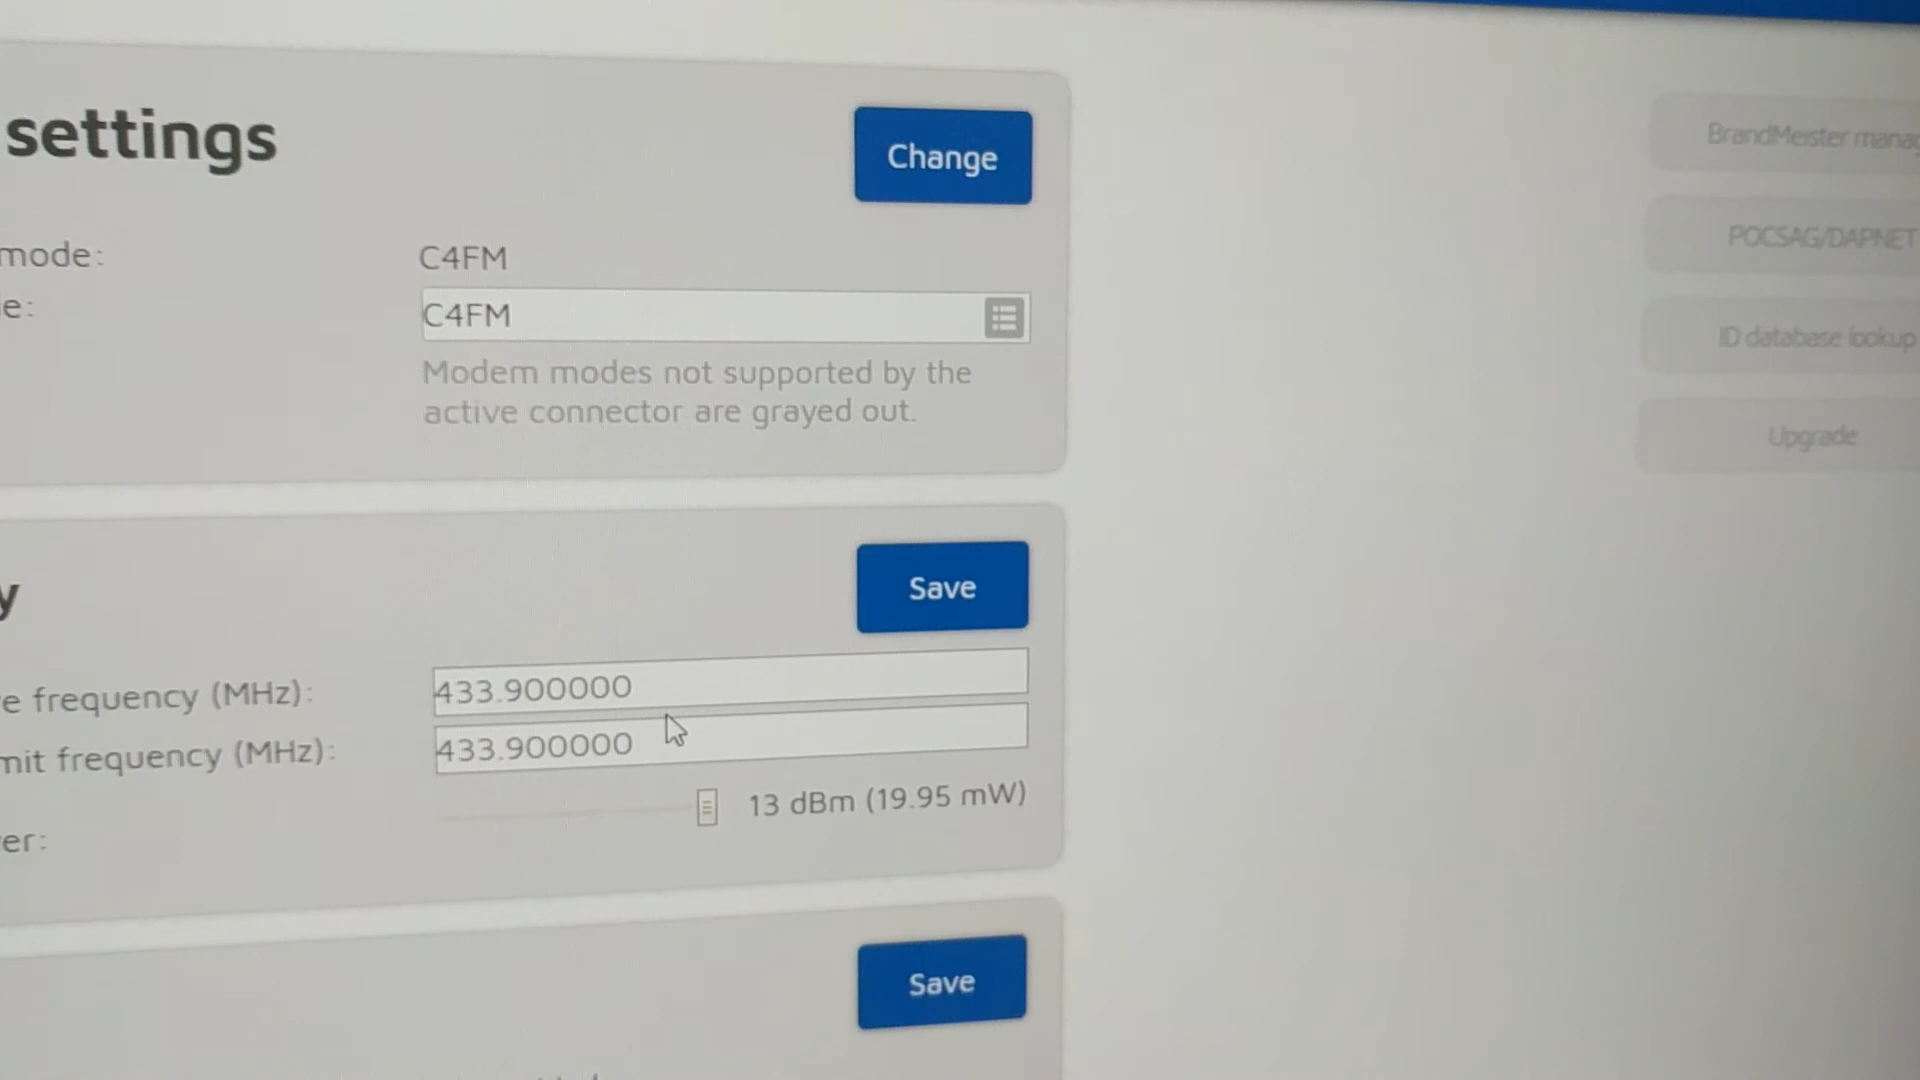 settings
Change
mode:
C4FM
e:
C4FM
Modem modes not supported by the
active connector are grayed out.
y
Save
e frequency (MHz):
433.900000
mit frequency (MHz):
433.900000
er:
13 dBm (19.95 mW)
Save
BrandMeister manag
POCSAG/DAPNET
ID database lookup
Upgrade